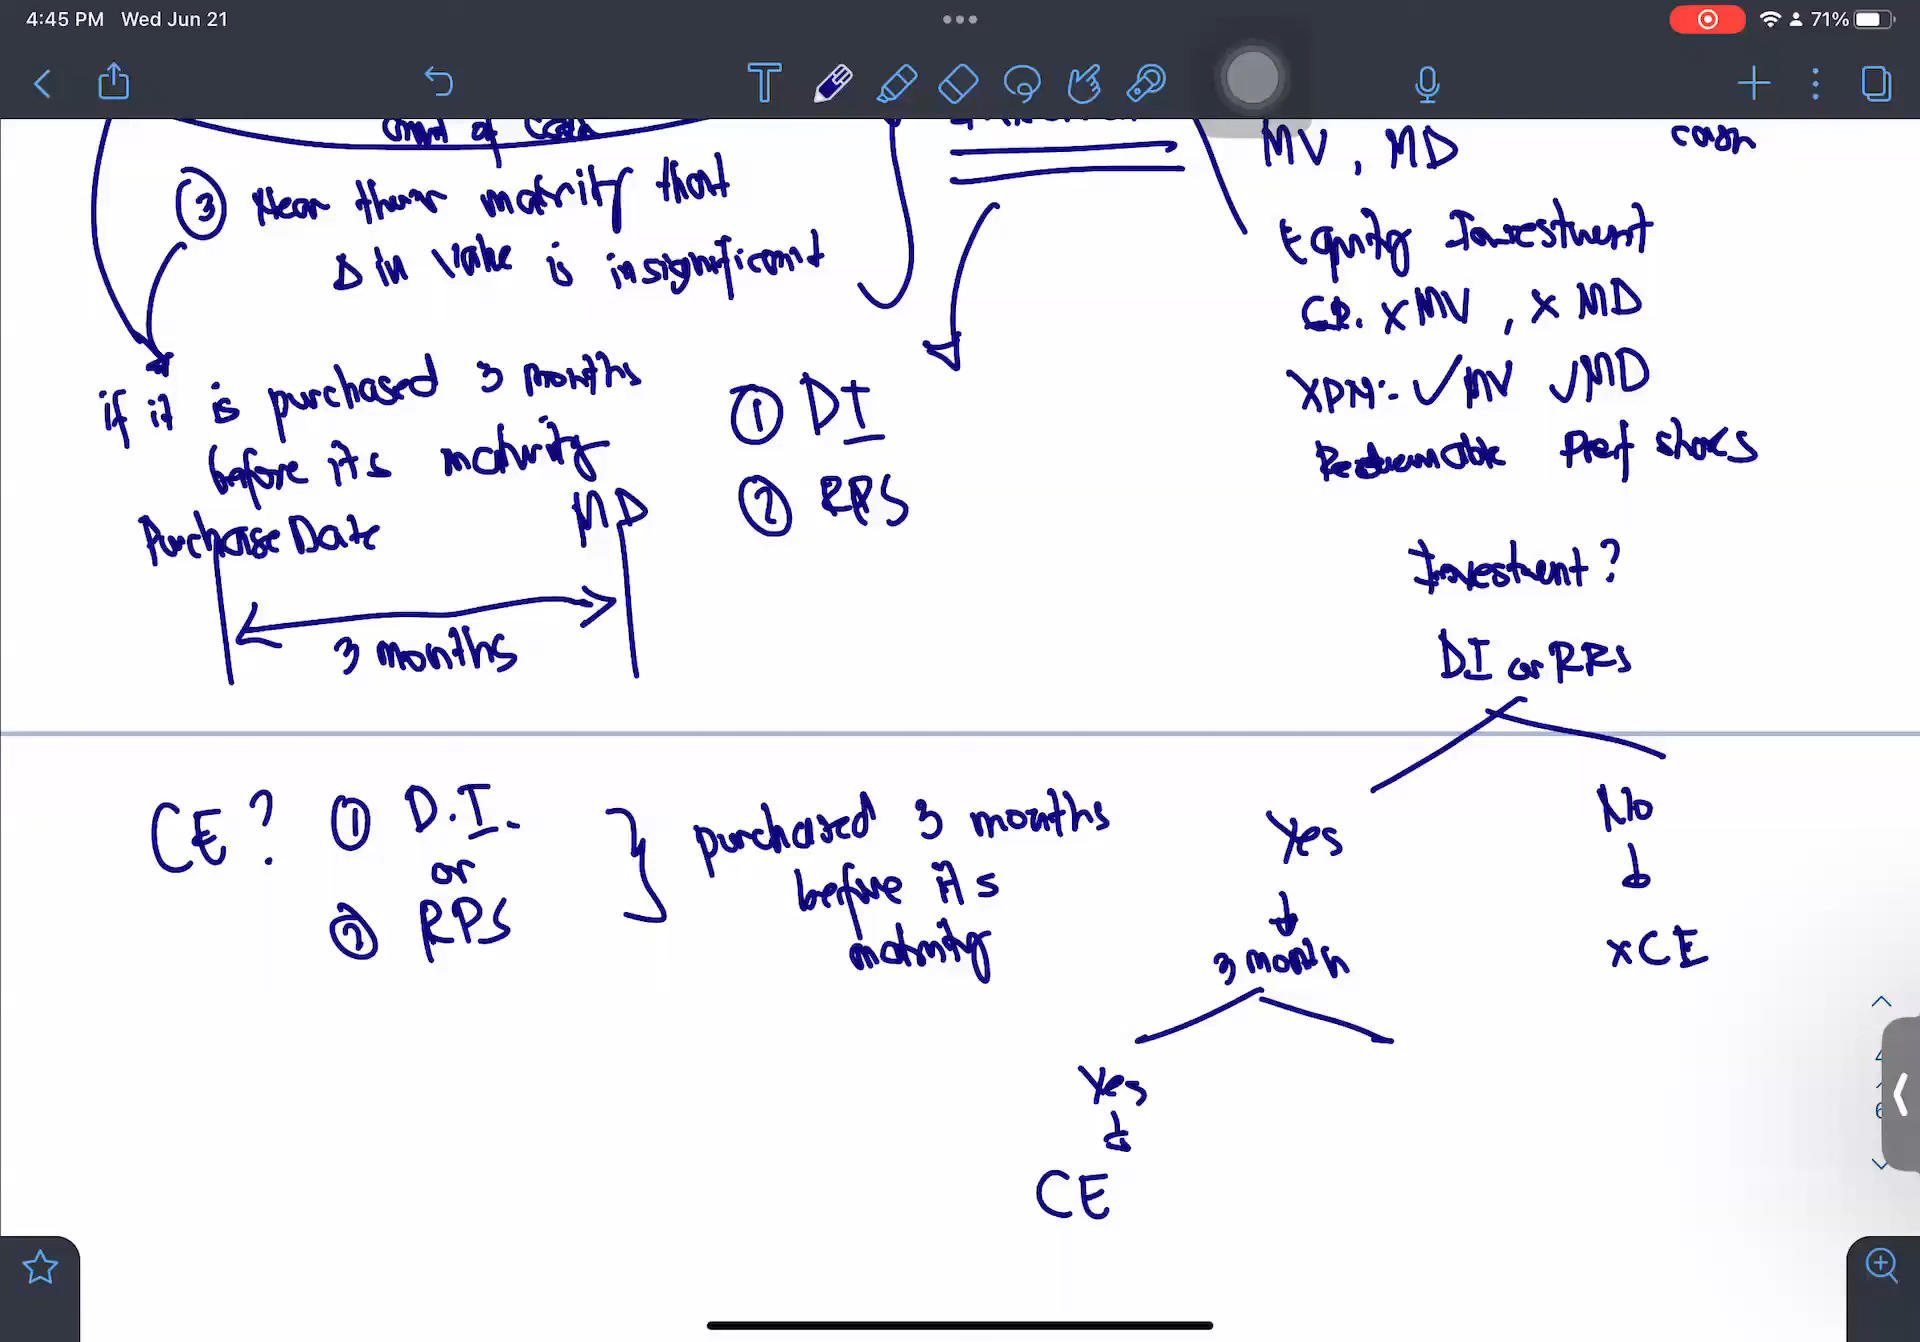 4:45 PM Wed Jun 21
71%
amnt of Cash
③ Near their maturity that
Δ in value is insignificant
if it is purchased 3 months
before its maturity
Purchase Date MD
3 months
① DI
② RPS
MV, MD
cash
Equity Investment
x MV, x MD
✓MV ✓MD
Redeemable Pref shares
Investment?
DI or RPS
Yes
No
3 month
xCE
Yes
CE
CE? ① D.I.
or
② RPS
purchased 3 months
before its
maturity